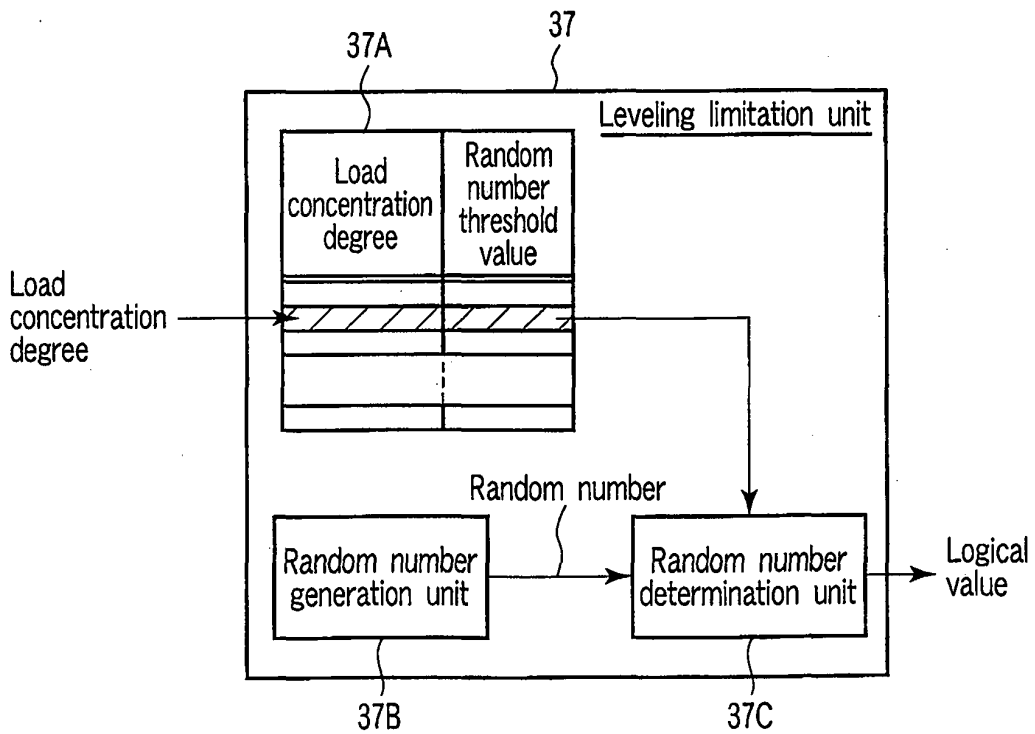 37
37A
Leveling limitation unit
Load
concentration
degree
Random
number
threshold
value
Load
concentration
degree
Random number
Random number
generation unit
Random number
determination unit
Logical
value
37B
37C